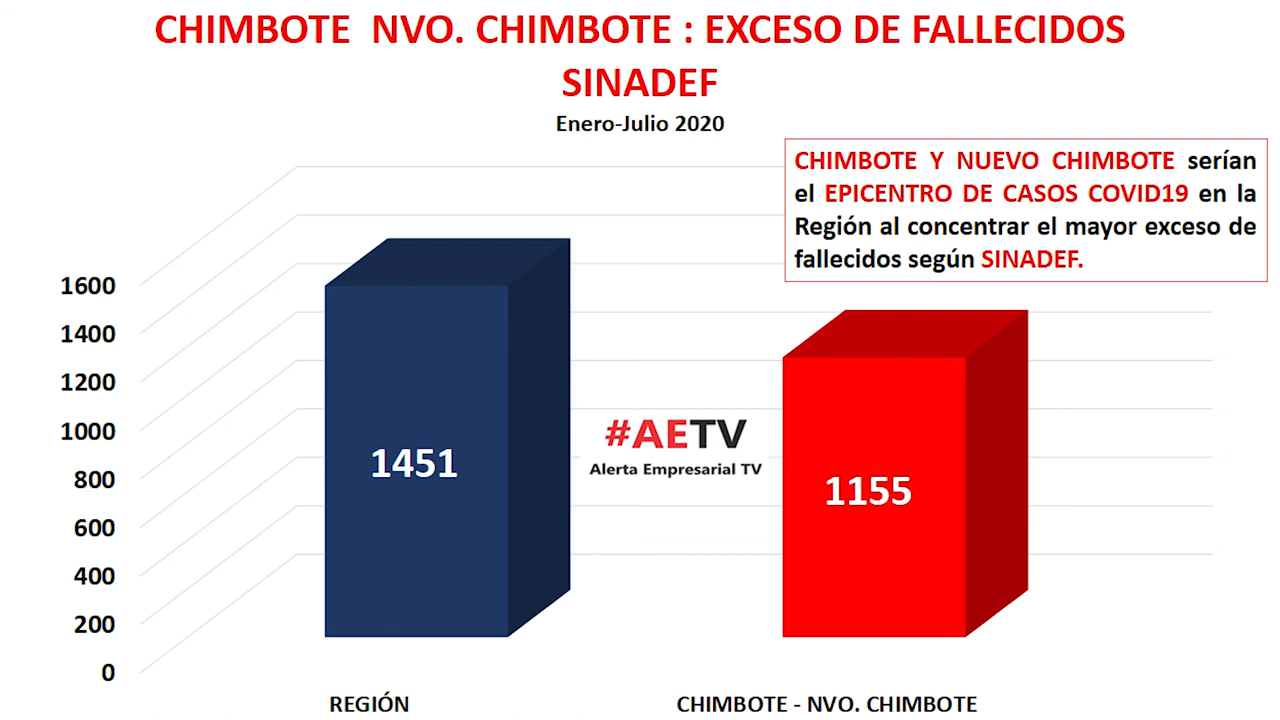 CHIMBOTE NVO. CHIMBOTE : EXCESO DE FALLECIDOS
SINADEF
Enero-Julio 2020
CHIMBOTE Y NUEVO CHIMBOTE serían
el EPICENTRO DE CASOS COVID19 en la
Región al concentrar el mayor exceso de
fallecidos según SINADEF.
1600
1400
1200
1000
800
600
400
200
0
1451
#AETV
Alerta Empresarial TV
1155
REGIÓN
CHIMBOTE - NVO. CHIMBOTE